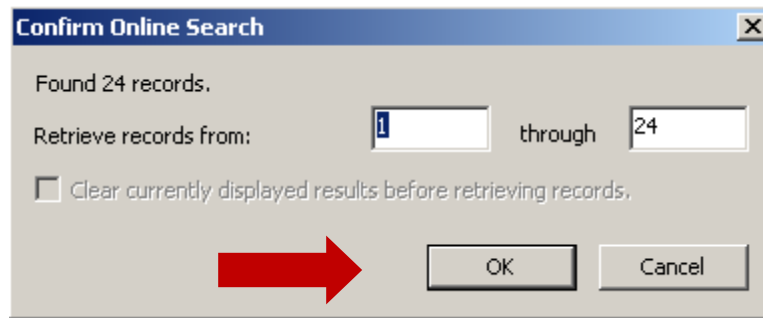 Confirm Online Search
Found 24 records.
Retrieve records from: 1 through 24
Clear currently displayed results before retrieving records.
OK Cancel